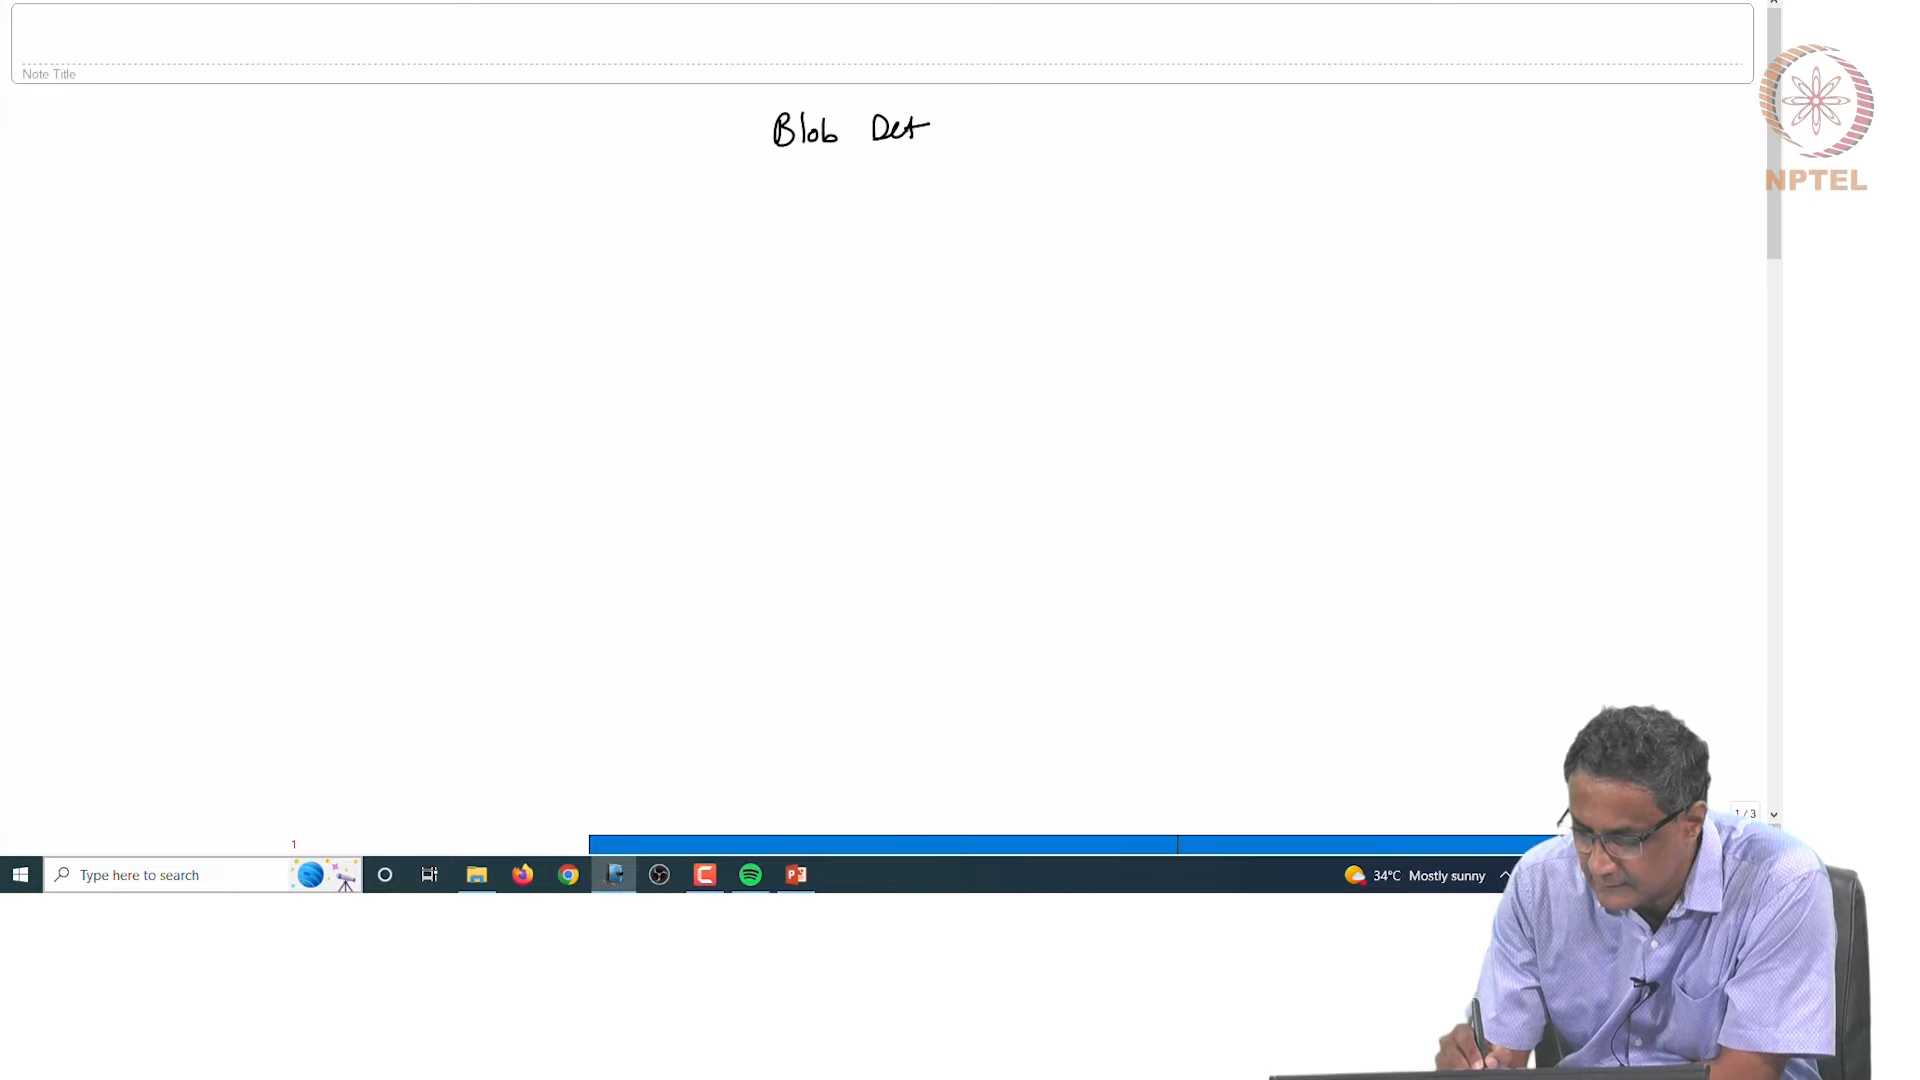 Note Title
Blob Det
NPTEL
1/3
1
Type here to search
34°C Mostly sunny